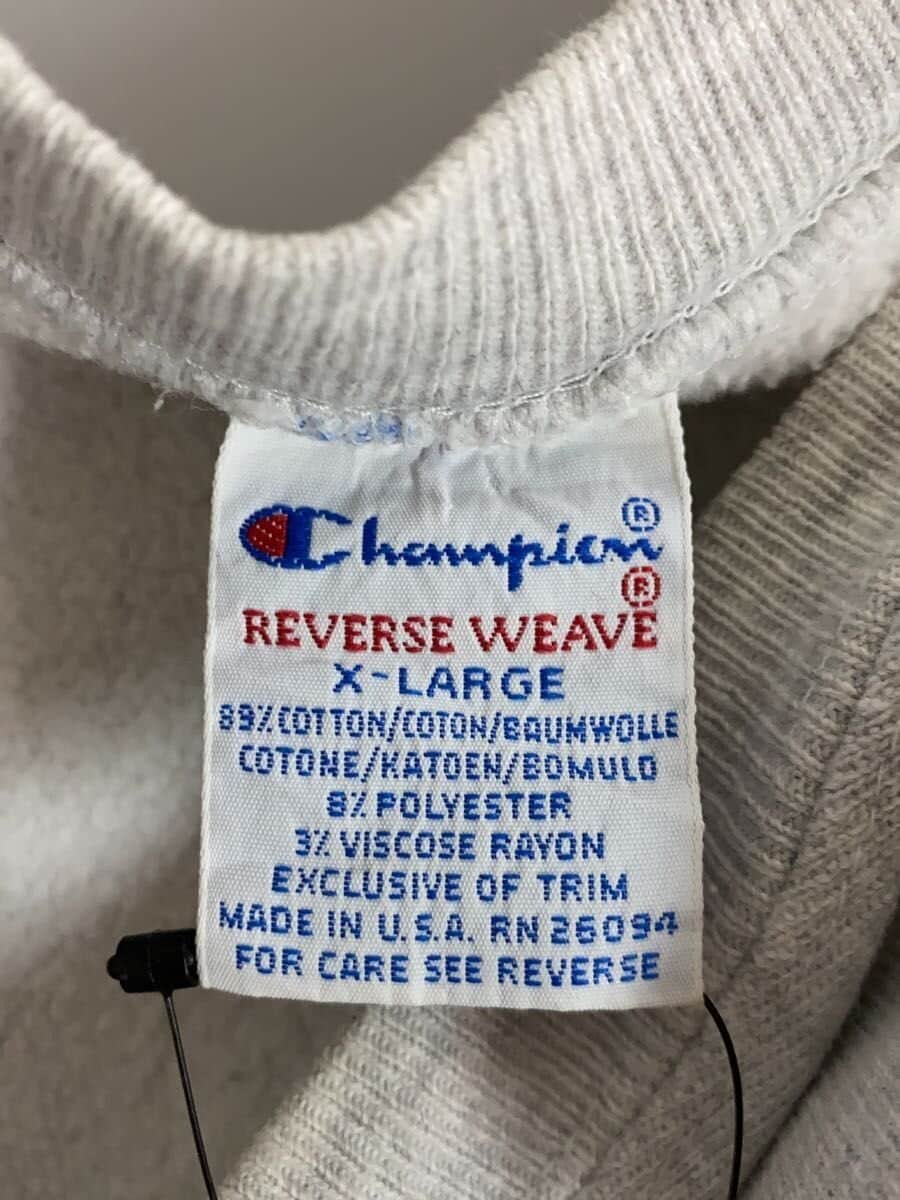 Champion®
REVERSE WEAVE®
X-LARGE
89% COTTON/COTON/BAUMWOLLE
COTONE/KATOEN/BOMULD
8% POLYESTER
3% VISCOSE RAYON
EXCLUSIVE OF TRIM
MADE IN U.S.A. RN 26094
FOR CARE SEE REVERSE